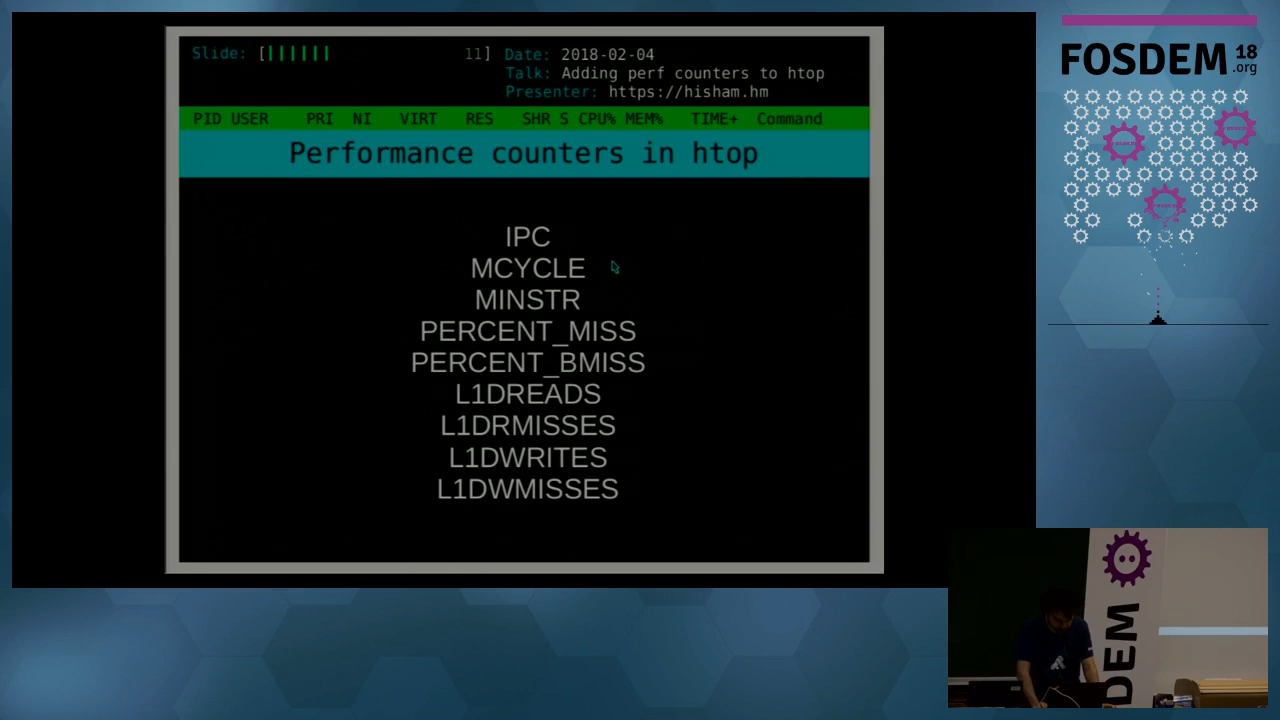 Slide: [||||||  11]
Date: 2018-02-04
Talk: Adding perf counters to htop
Presenter: https://hisham.hm
PID USER PRI NI VIRT RES SHR S CPU% MEM% TIME+ Command
Performance counters in htop
IPC
MCYCLE
MINSTR
PERCENT_MISS
PERCENT_BMISS
L1DREADS
L1DRMISSES
L1DWRITES
L1DWMISSES
FOSDEM 18
.org
DEM